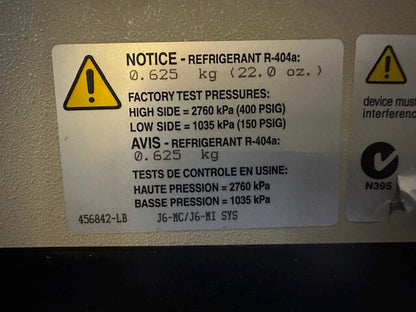 NOTICE - REFRIGERANT R-404a:
0.625 kg (22.0 oz.)
FACTORY TEST PRESSURES:
HIGH SIDE = 2760 kPa (400 PSIG)
LOW SIDE = 1035 kPa (150 PSIG)
AVIS - REFRIGERANT R-404a:
0.625 kg
TESTS DE CONTROLE EN USINE:
HAUTE PRESSION = 2760 kPa
BASSE PRESSION = 1035 kPa
456842-LB J6-MC/J6-MI SYS
device must
interference
N395